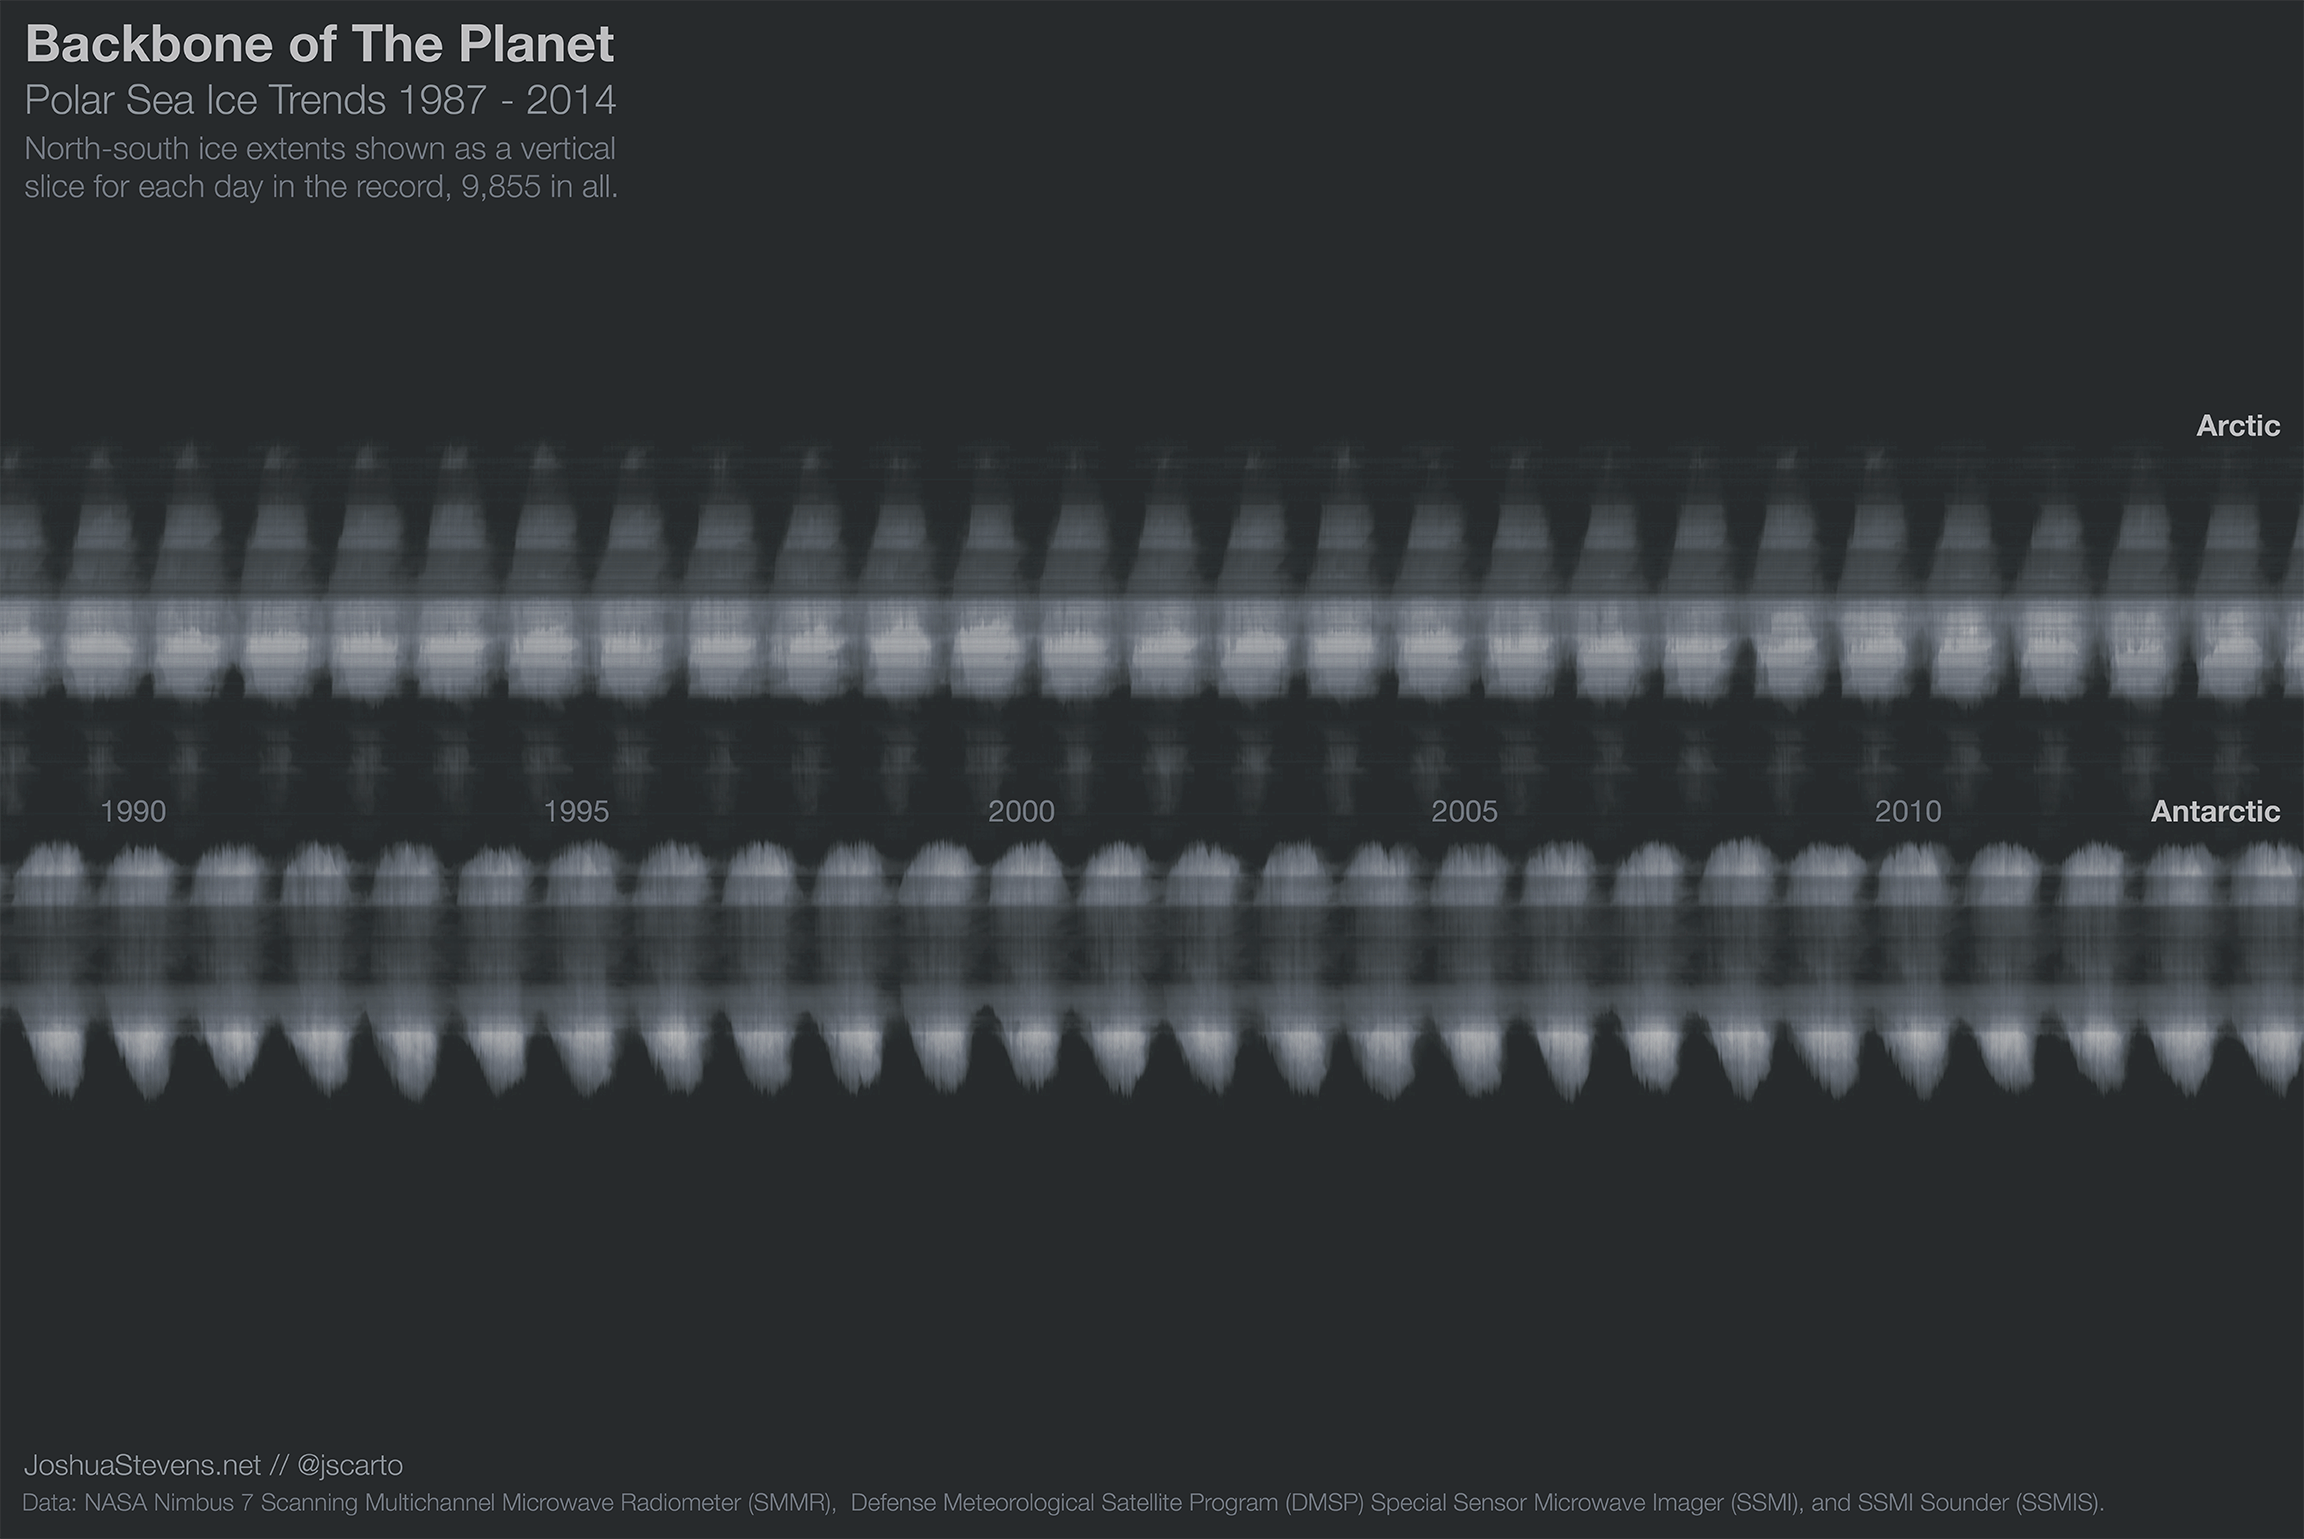 Backbone of The Planet
Polar Sea Ice Trends 1987 - 2014
North-south ice extents shown as a vertical
slice for each day in the record, 9,855 in all.
Arctic
1990 1995 2000 2005 2010 Antarctic
JoshuaStevens.net // @jscarto
Data: NASA Nimbus 7 Scanning Multichannel Microwave Radiometer (SMMR), Defense Meteorological Satellite Program (DMSP) Special Sensor Microwave Imager (SSMI), and SSMI Sounder (SSMIS).